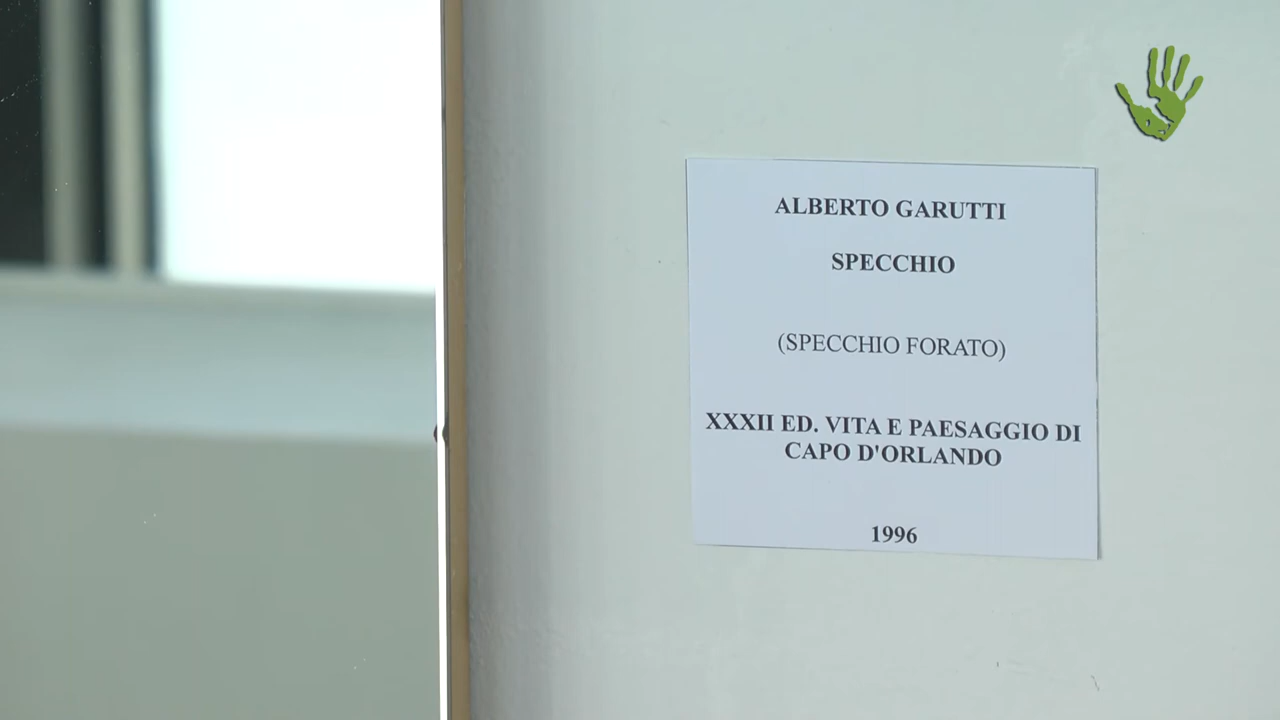 ALBERTO GARUTTI
SPECCHIO
(SPECCHIO FORATO)
XXXII ED. VITA E PAESAGGIO DI
CAPO D'ORLANDO
1996